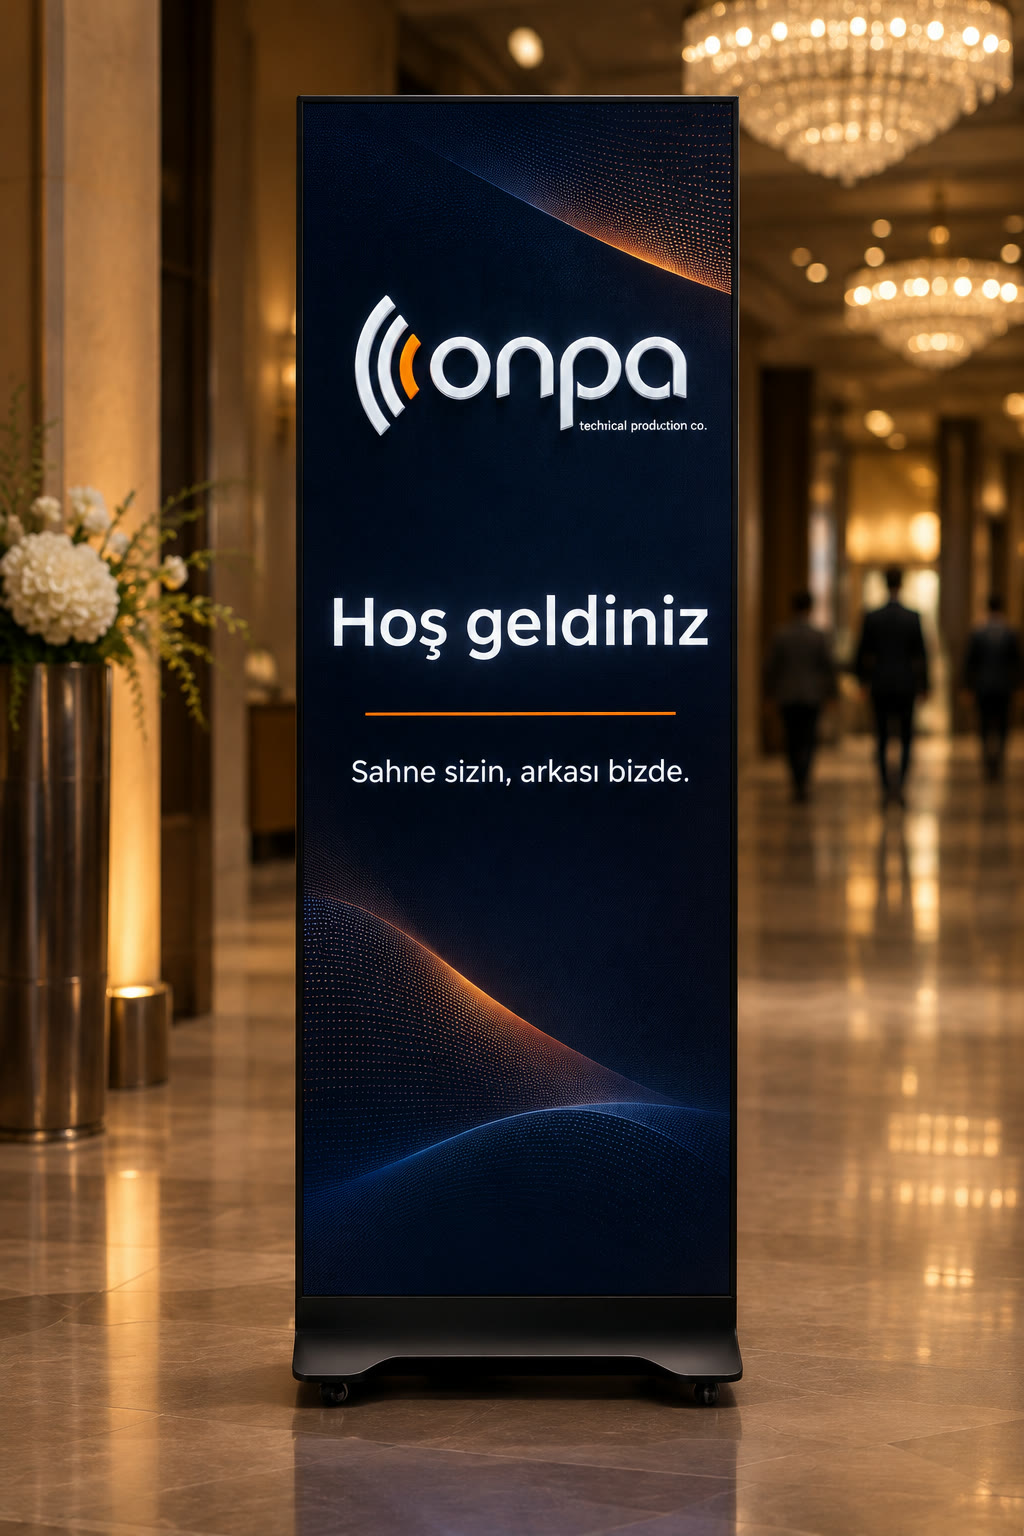 onpa
technical production co.
Hoş geldiniz
Sahne sizin, arkası bizde.